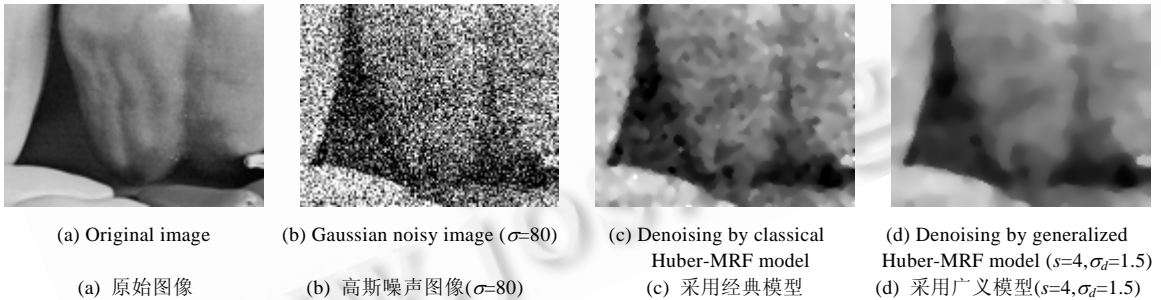 (a) Original image
(b) Gaussian noisy image (σ=80)
(c) Denoising by classical
Huber-MRF model
(d) Denoising by generalized
Huber-MRF model (s=4,σd=1.5)
(a) 原始图像
(b) 高斯噪声图像(σ=80)
(c) 采用经典模型
(d) 采用广义模型(s=4,σd=1.5)